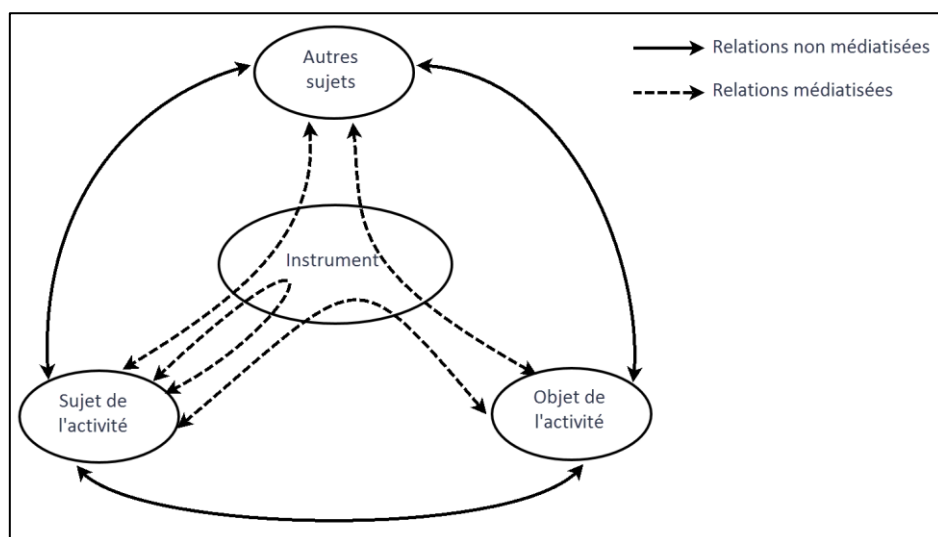 Autres
sujets
Relations non médiatisées
Relations médiatisées
Instrument
Sujet de
l'activité
Objet de
l'activité